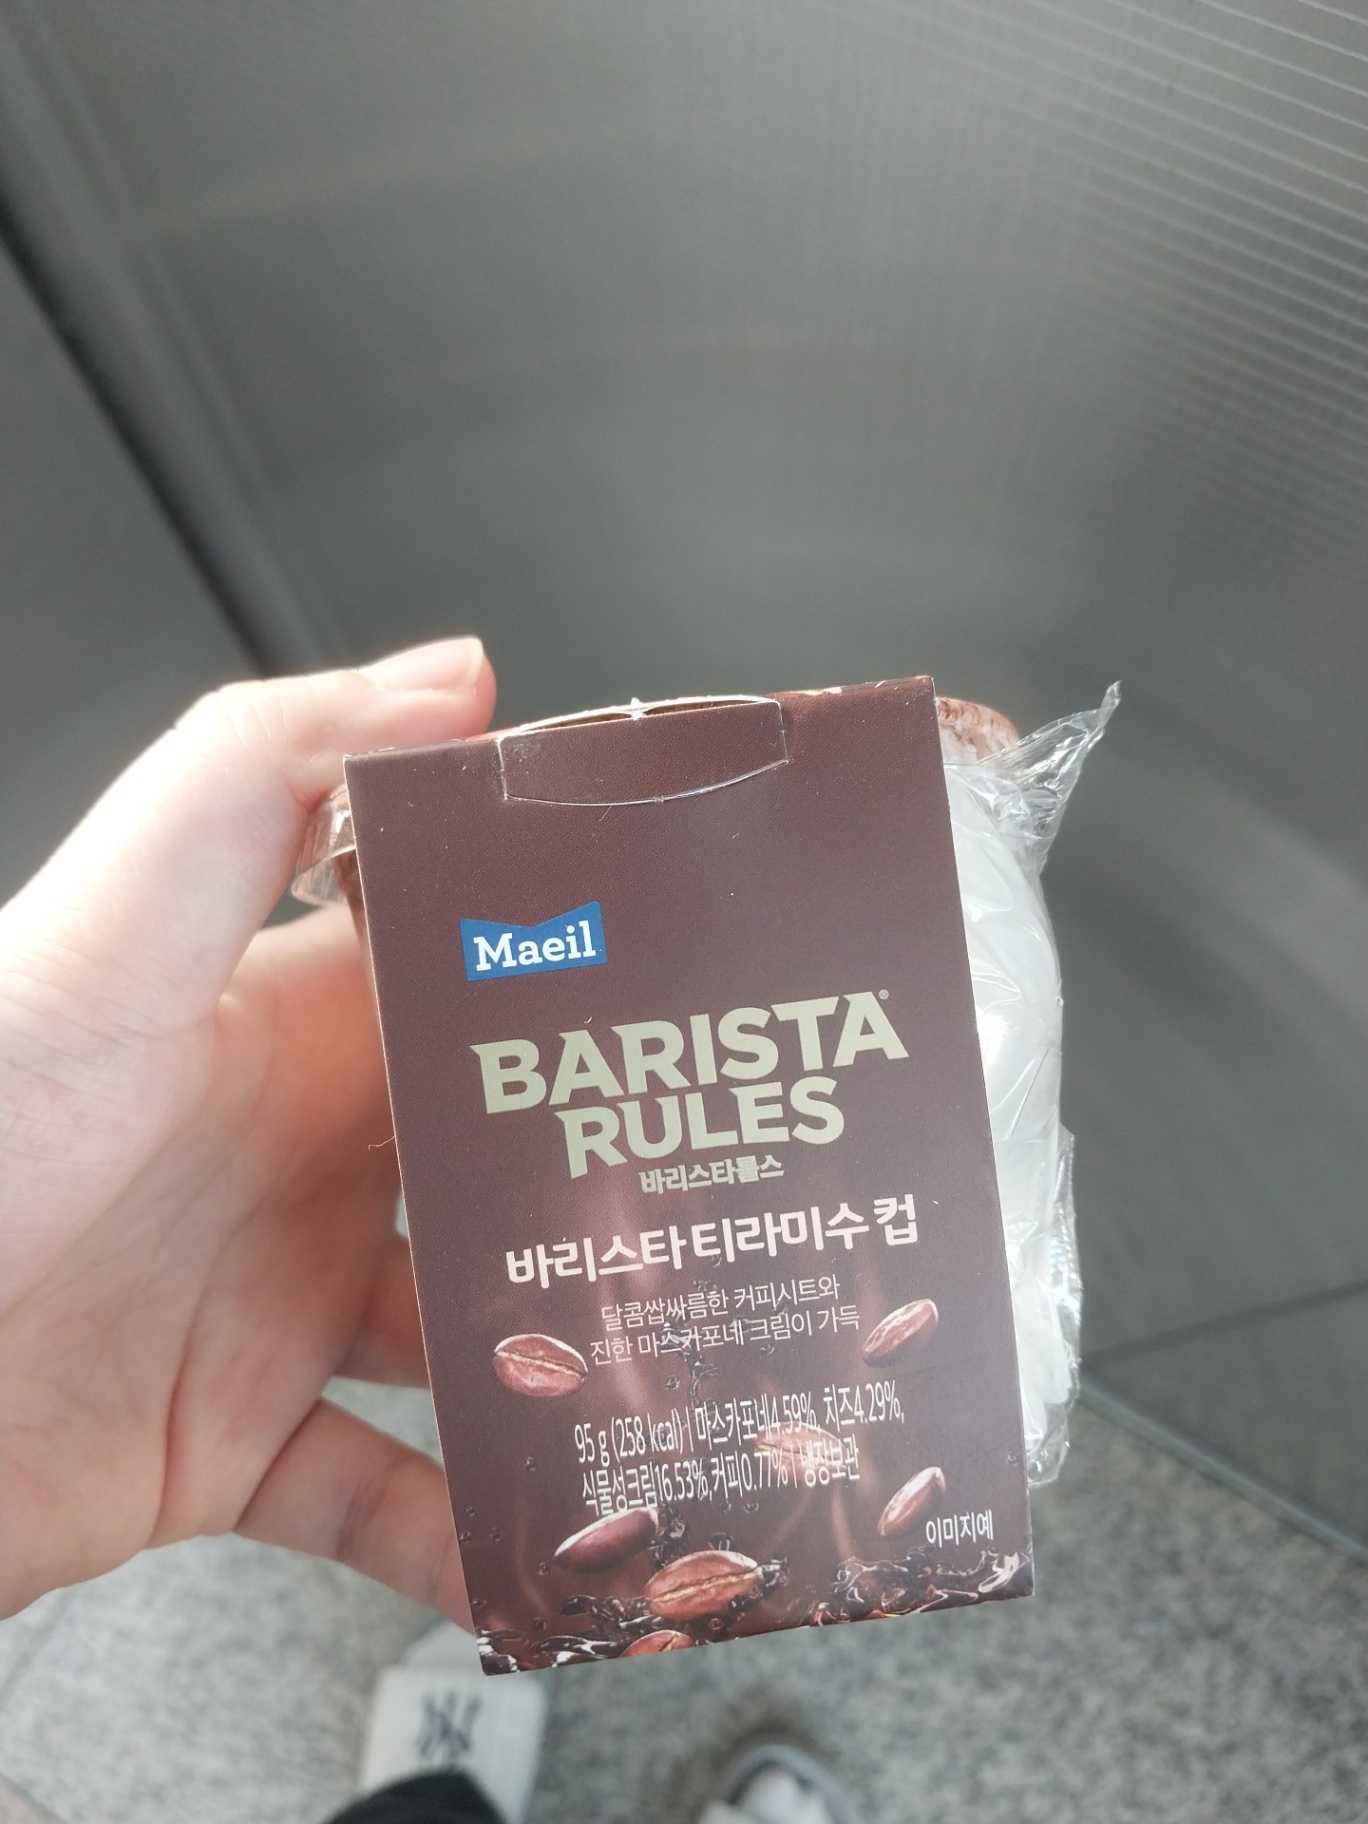 Maeil
BARISTA®
RULES
바리스타룰스
바리스타 티라미수 컵
달콤쌉싸름한 커피시트와
진한 마스카포네 크림이 가득
95 g (258 kcal) | 마스카포네4.59%, 치즈4.29%,
식물성크림16.53%, 커피0.77% | 냉장보관
이미지예
NY